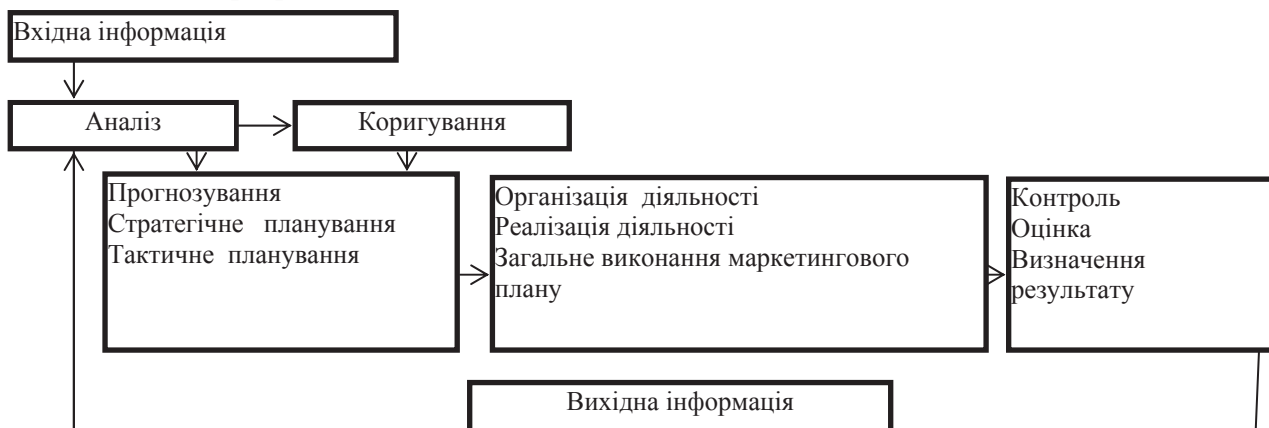 Вхідна інформація
Аналіз
Коригування
Прогнозування
Стратегічне планування
Тактичне планування
Організація діяльності
Реалізація діяльності
Загальне виконання маркетингового
плану
Контроль
Оцінка
Визначення
результату
Вихідна інформація